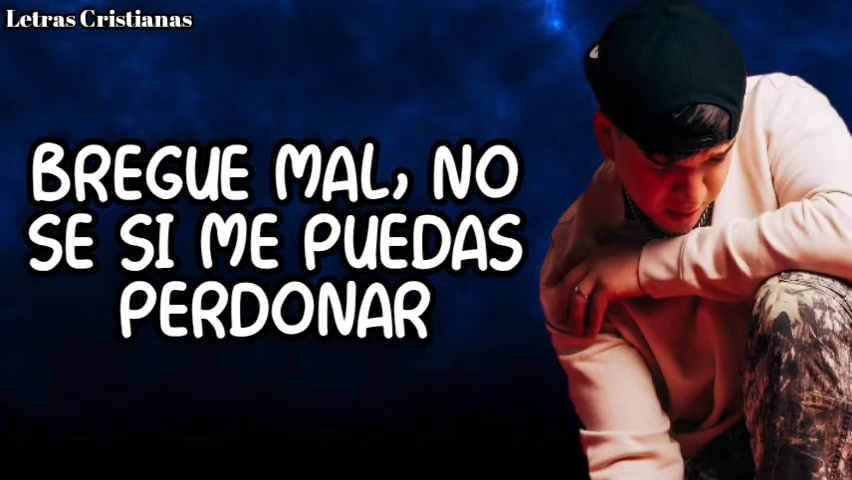 Letras Cristianas
BREGUE MAL, NO
SE SI ME PUEDAS
PERDONAR